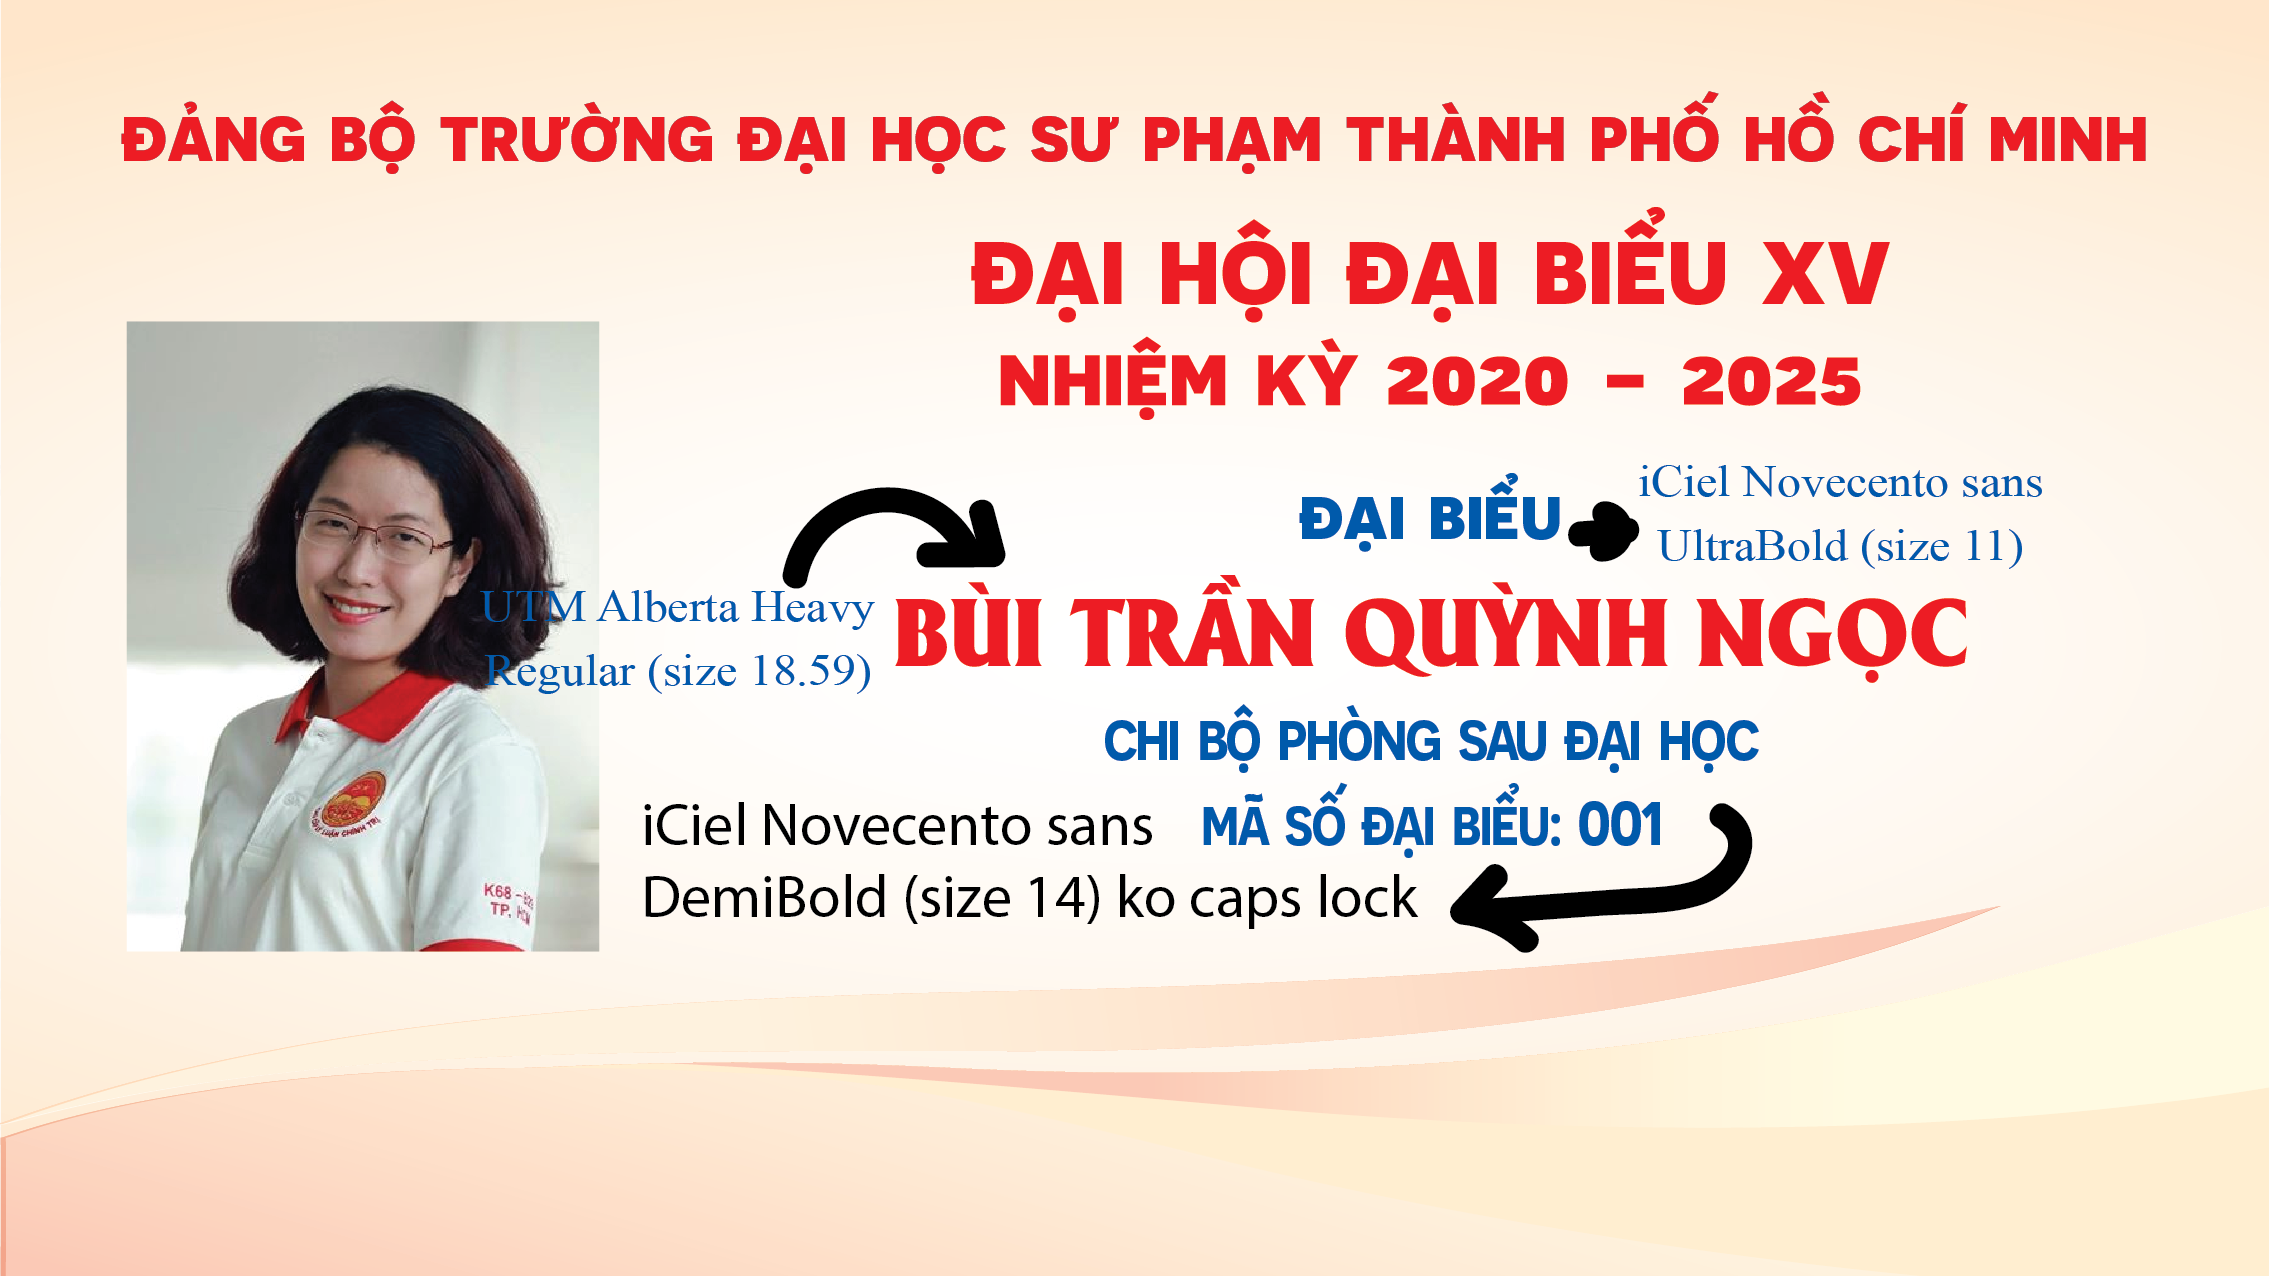 ĐẢNG BỘ TRƯỜNG ĐẠI HỌC SƯ PHẠM THÀNH PHỐ HỒ CHÍ MINH
ĐẠI HỘI ĐẠI BIỂU XV
NHIỆM KỲ 2020 – 2025
ĐẠI BIỂU
iCiel Novecento sans
UltraBold (size 11)
UTM Alberta Heavy
Regular (size 18.59)
BÙI TRẦN QUỲNH NGỌC
CHI BỘ PHÒNG SAU ĐẠI HỌC
MÃ SỐ ĐẠI BIỂU: 001
iCiel Novecento sans
DemiBold (size 14) ko caps lock
LUẬN CHÍNH TRỊ
K68 –
TP. HCM